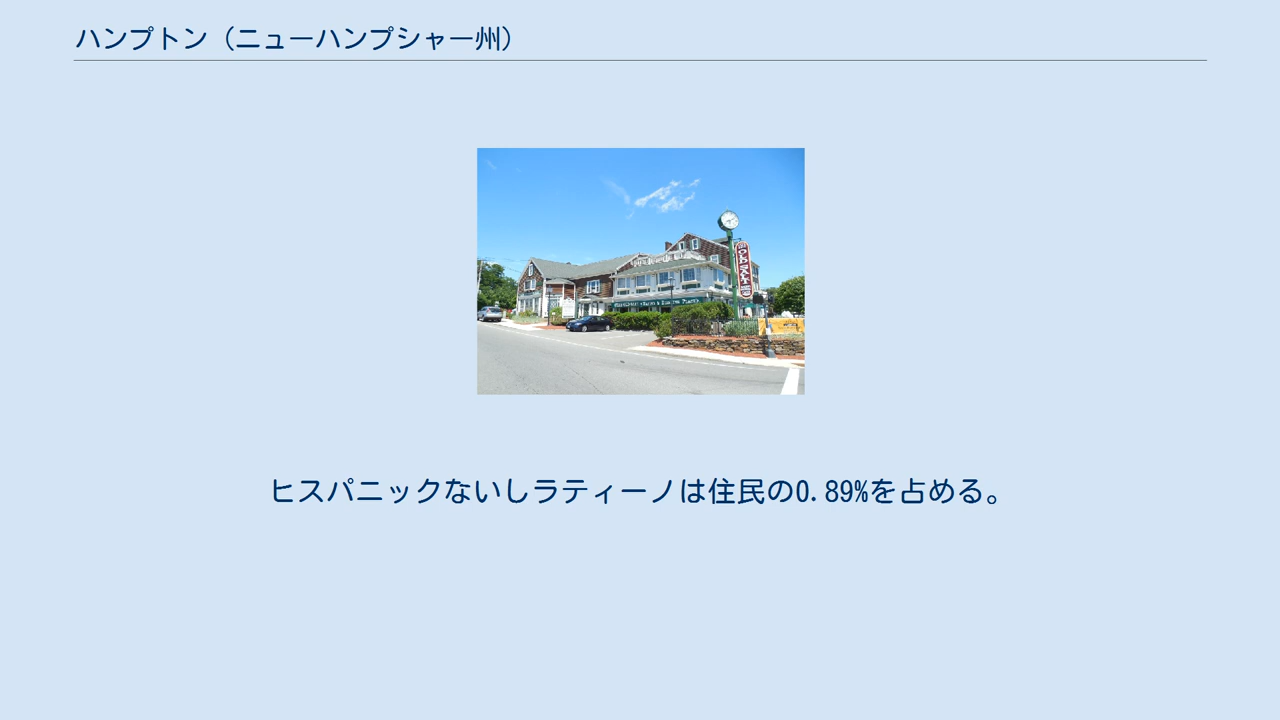 ハンプトン（ニューハンプシャー州）
ヒスパニックないしラティーノは住民の0.89%を占める。